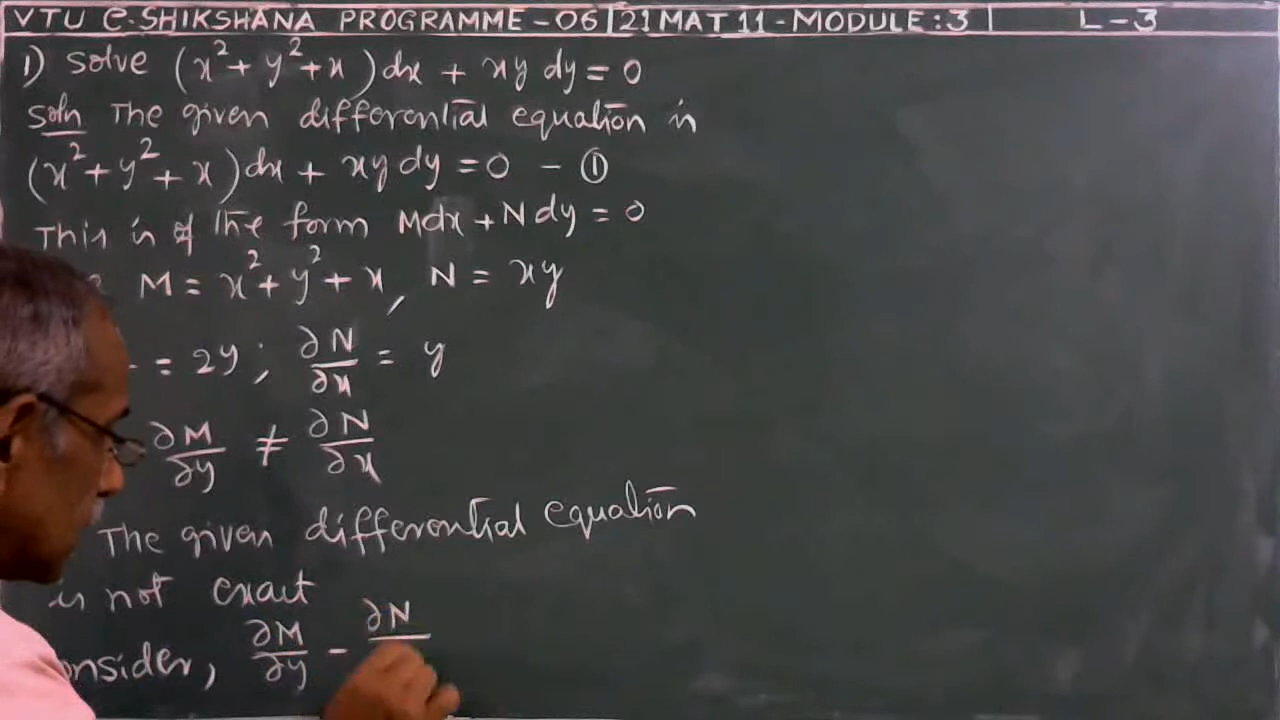 VTU e-SHIKSHANA PROGRAMME - 06 | 21MAT11 - MODULE : 3 | L - 3
1) Solve (x² + y² + x) dx + xy dy = 0
Soln The given differential equation is
(x² + y² + x) dx + xy dy = 0 - ①
This is of the form Mdx + Ndy = 0
M = x² + y² + x, N = xy
= 2y ; ∂N/∂x = y
∂M/∂y ≠ ∂N/∂x
The given differential equation
is not exact
onsider, ∂M/∂y - ∂N